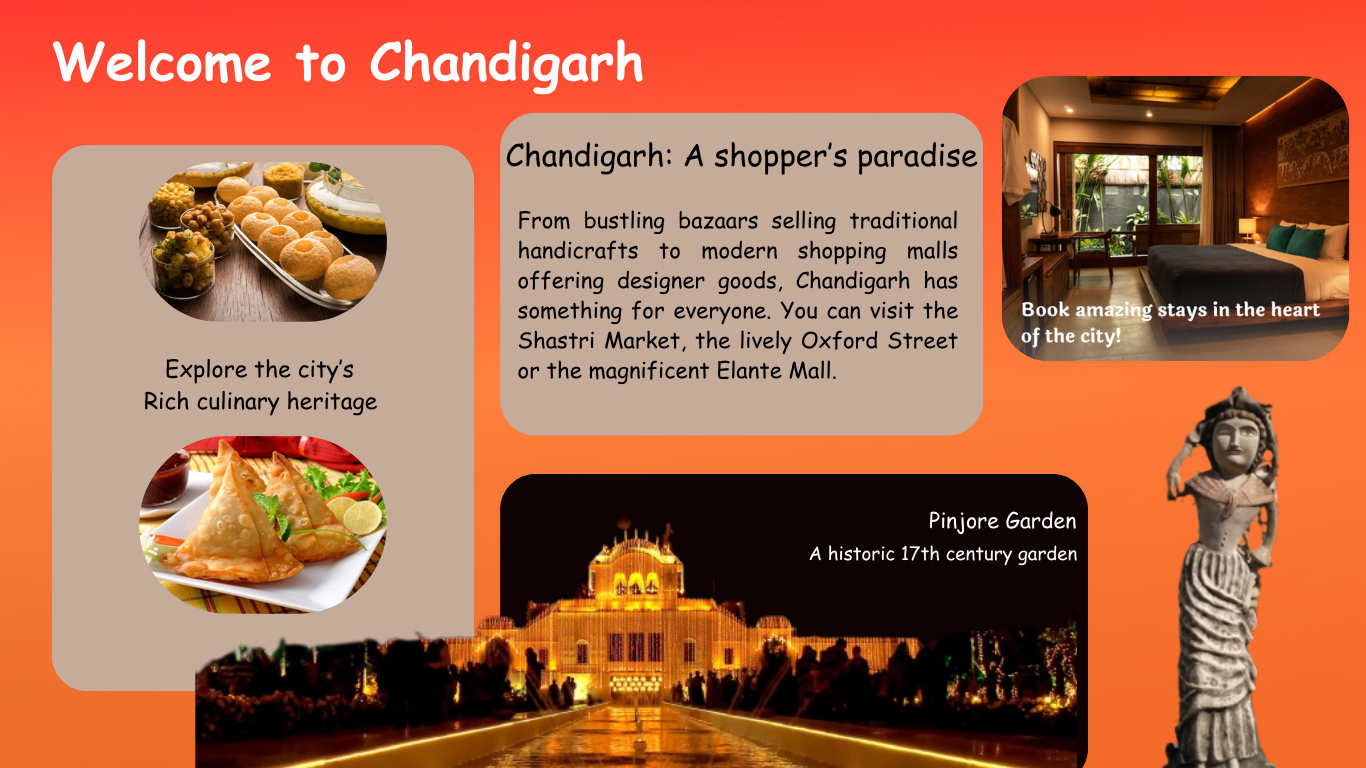 Welcome to Chandigarh
Explore the city’s
Rich culinary heritage
Chandigarh: A shopper’s paradise
From bustling bazaars selling traditional
handicrafts to modern shopping malls
offering designer goods, Chandigarh has
something for everyone. You can visit the
Shastri Market, the lively Oxford Street
or the magnificent Elante Mall.
Book amazing stays in the heart
of the city!
Pinjore Garden
A historic 17th century garden